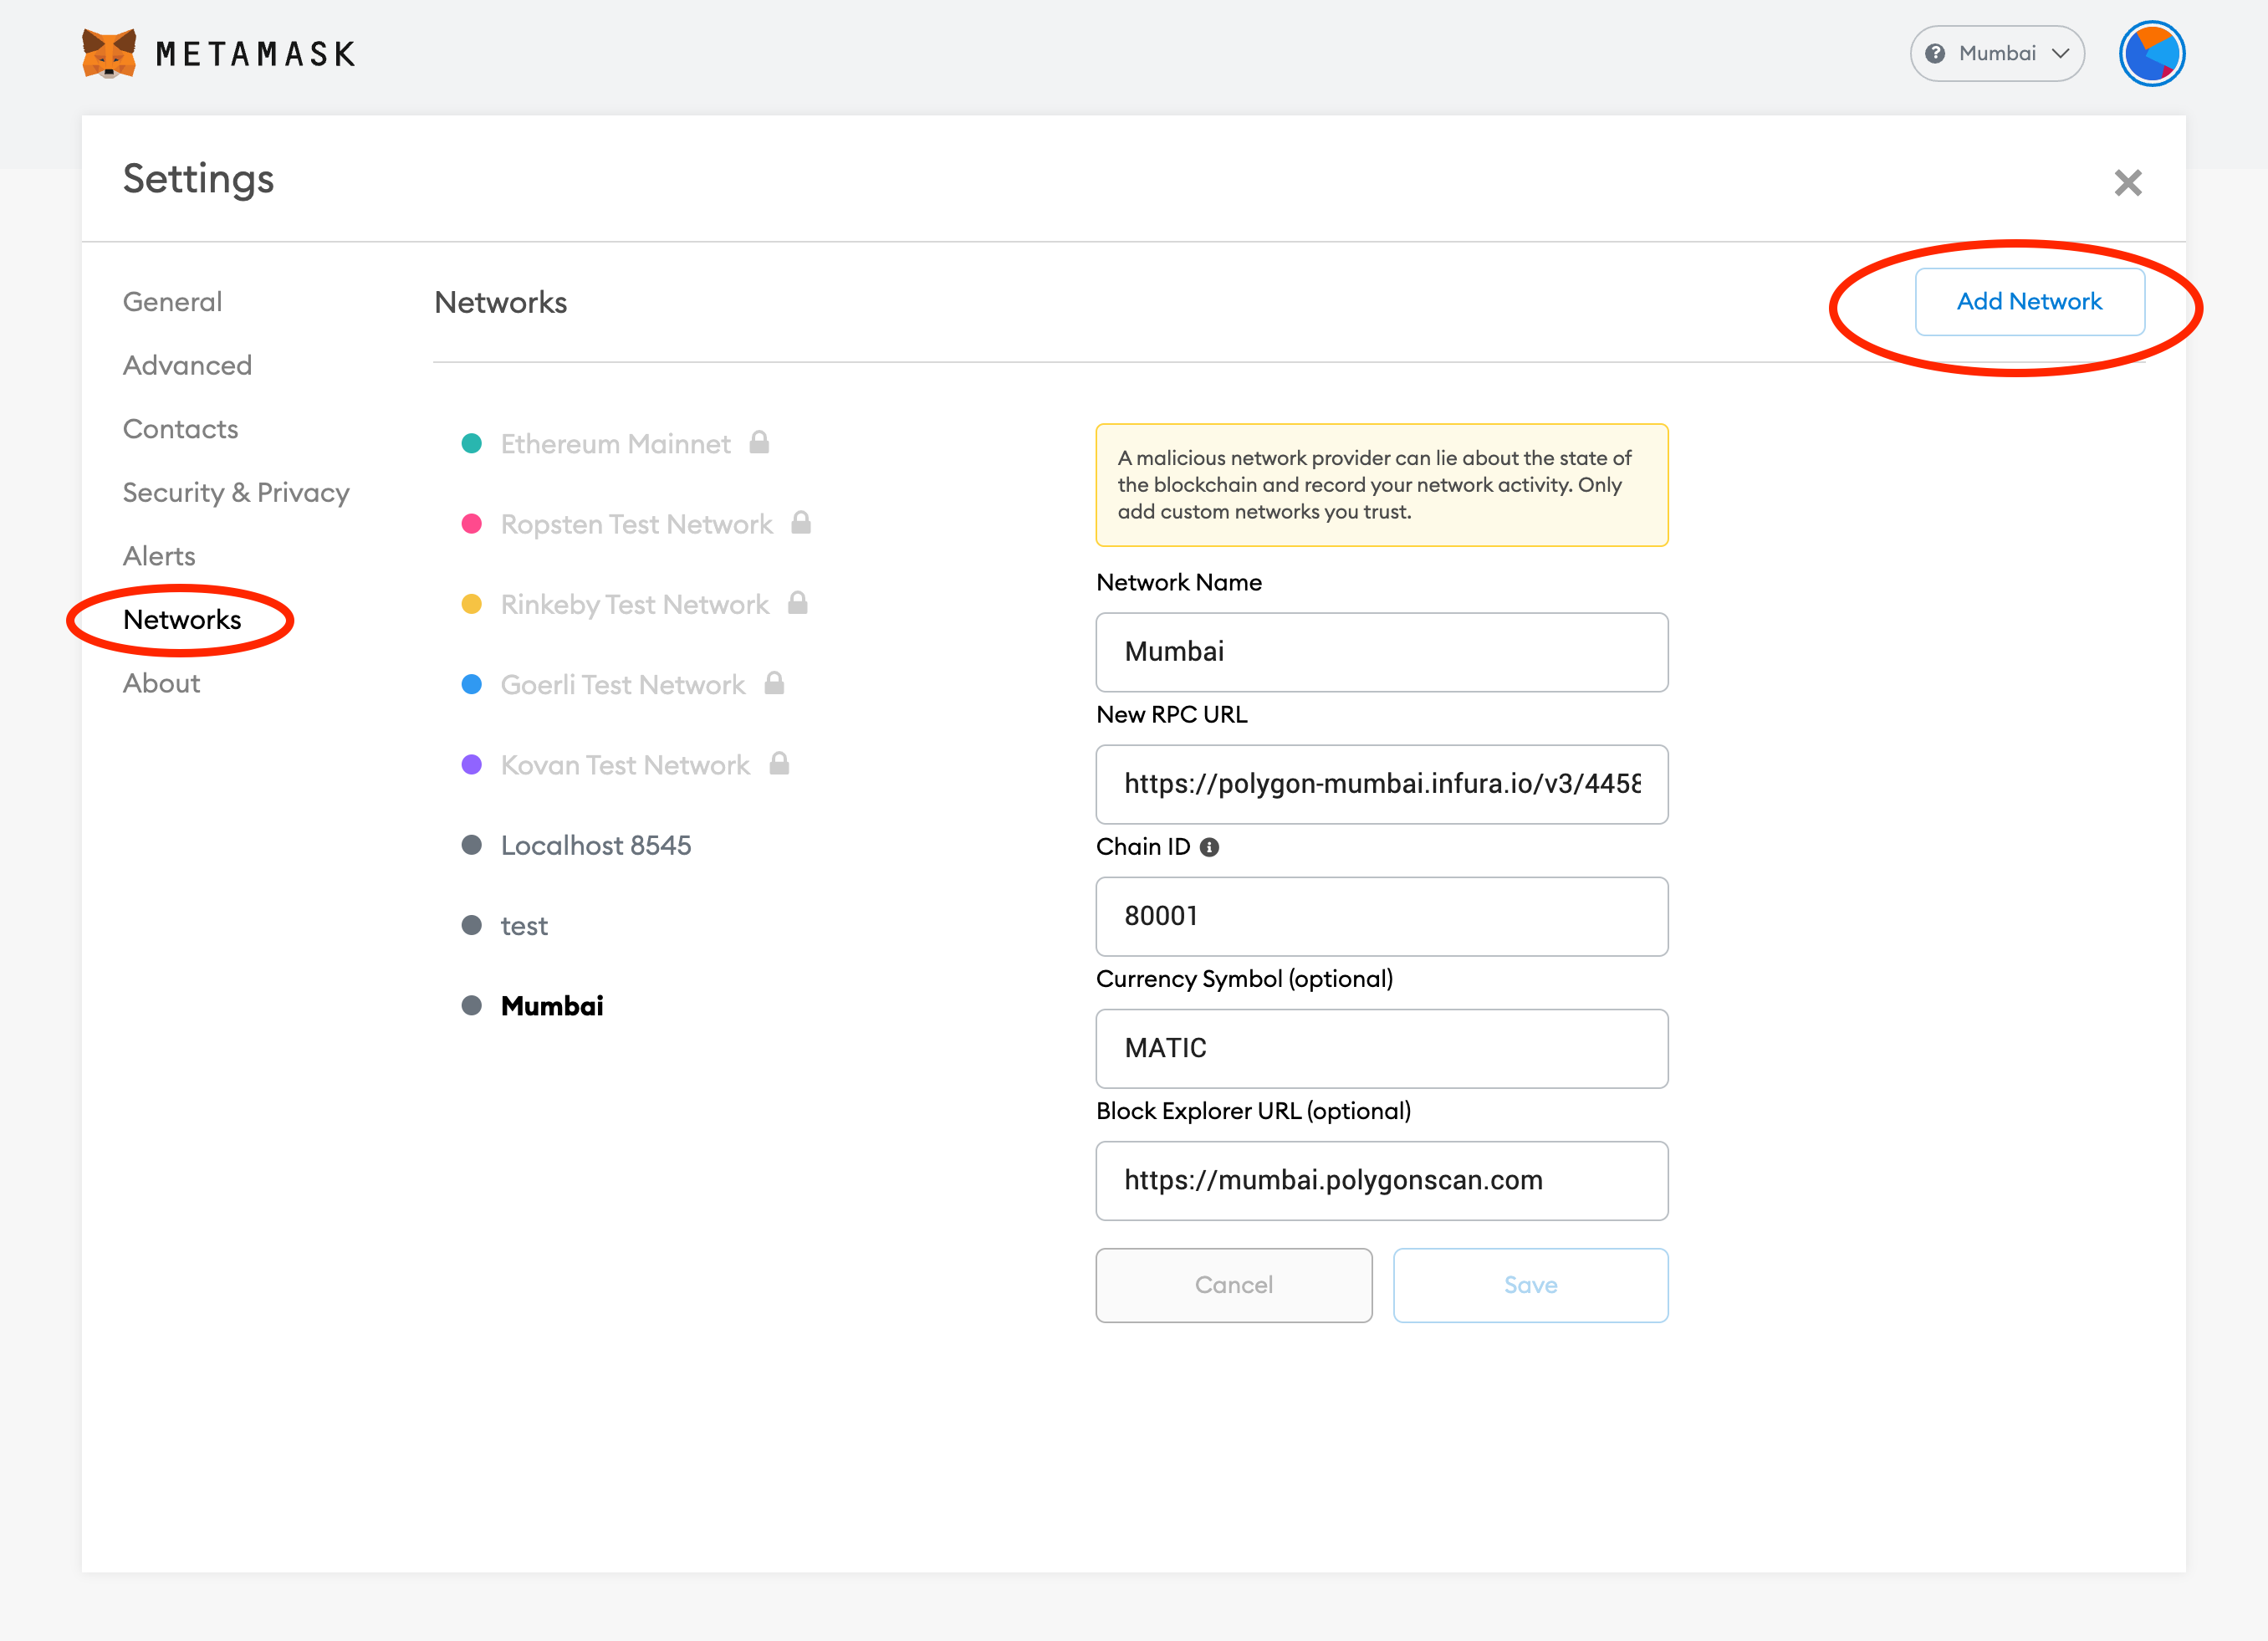 METAMASK
Mumbai
Settings
General
Advanced
Contacts
Security & Privacy
Alerts
Networks
About
Networks
Add Network
Ethereum Mainnet
Ropsten Test Network
Rinkeby Test Network
Goerli Test Network
Kovan Test Network
Localhost 8545
test
Mumbai
A malicious network provider can lie about the state of
the blockchain and record your network activity. Only
add custom networks you trust.
Network Name
Mumbai
New RPC URL
https://polygon-mumbai.infura.io/v3/4458
Chain ID
80001
Currency Symbol (optional)
MATIC
Block Explorer URL (optional)
https://mumbai.polygonscan.com
Cancel
Save